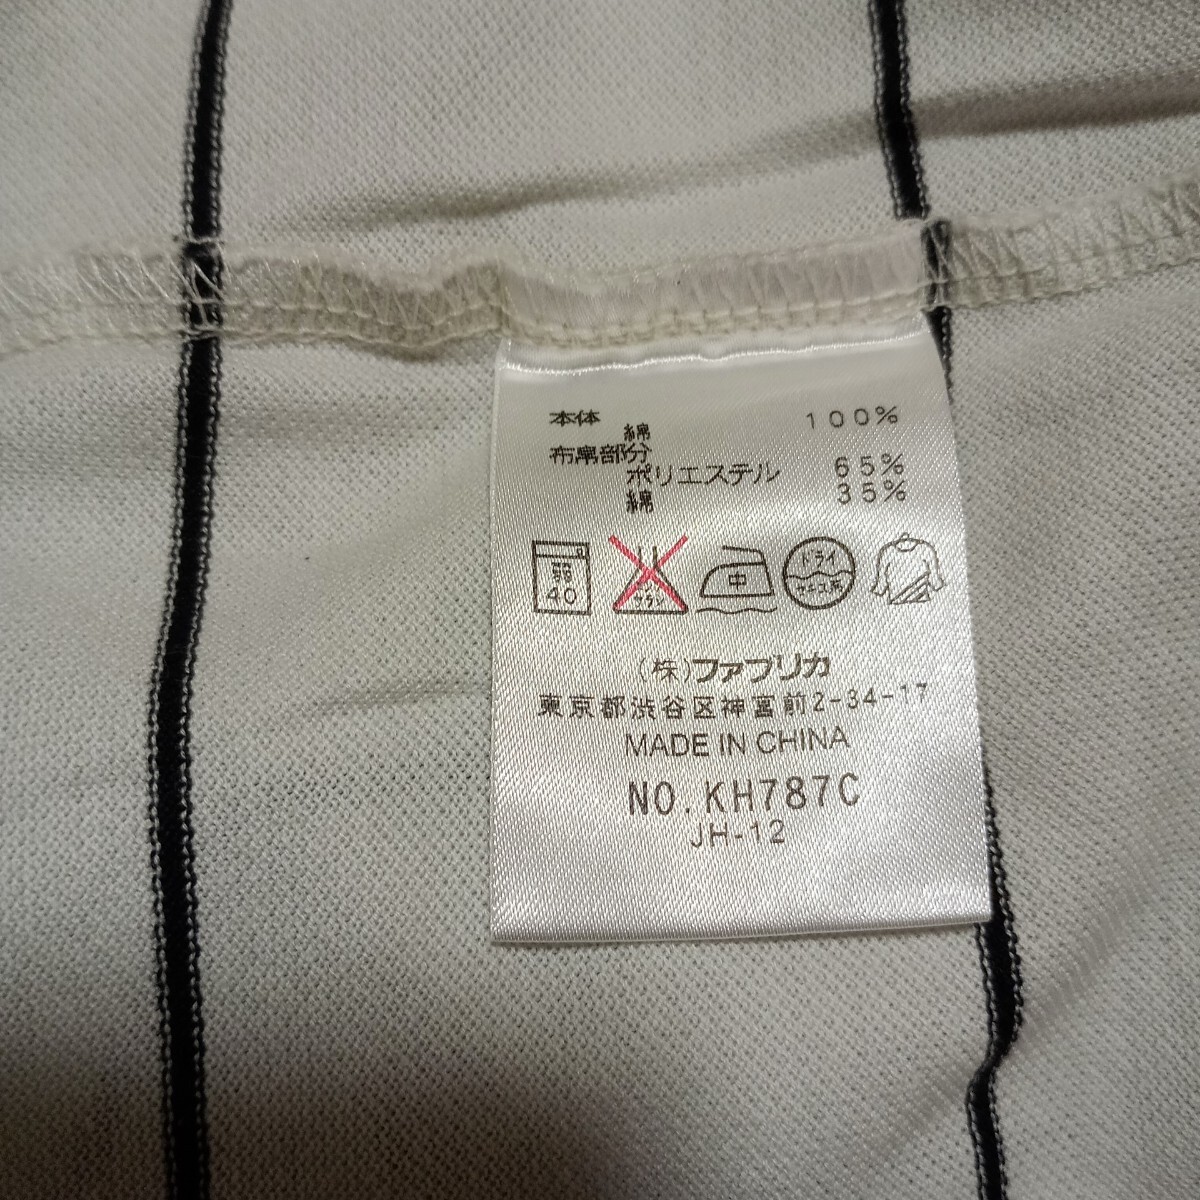 本体
綿 100%
布帛部分
ポリエステル 65%
綿 35%
弱 40
中
ドライ
(株)ファブリカ
東京都渋谷区神宮前2-34-17
MADE IN CHINA
NO.KH787C
JH-12